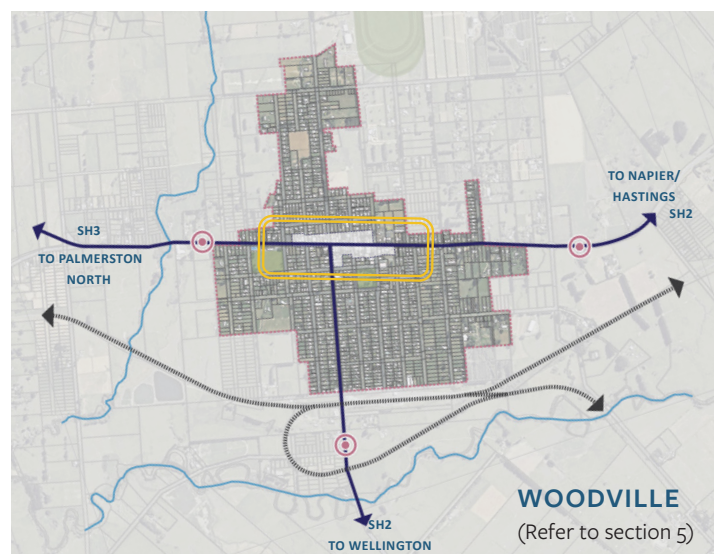 TO NAPIER/
HASTINGS
SH2
SH3
TO PALMERSTON
NORTH
WOODVILLE
(Refer to section 5)
SH2
TO WELLINGTON